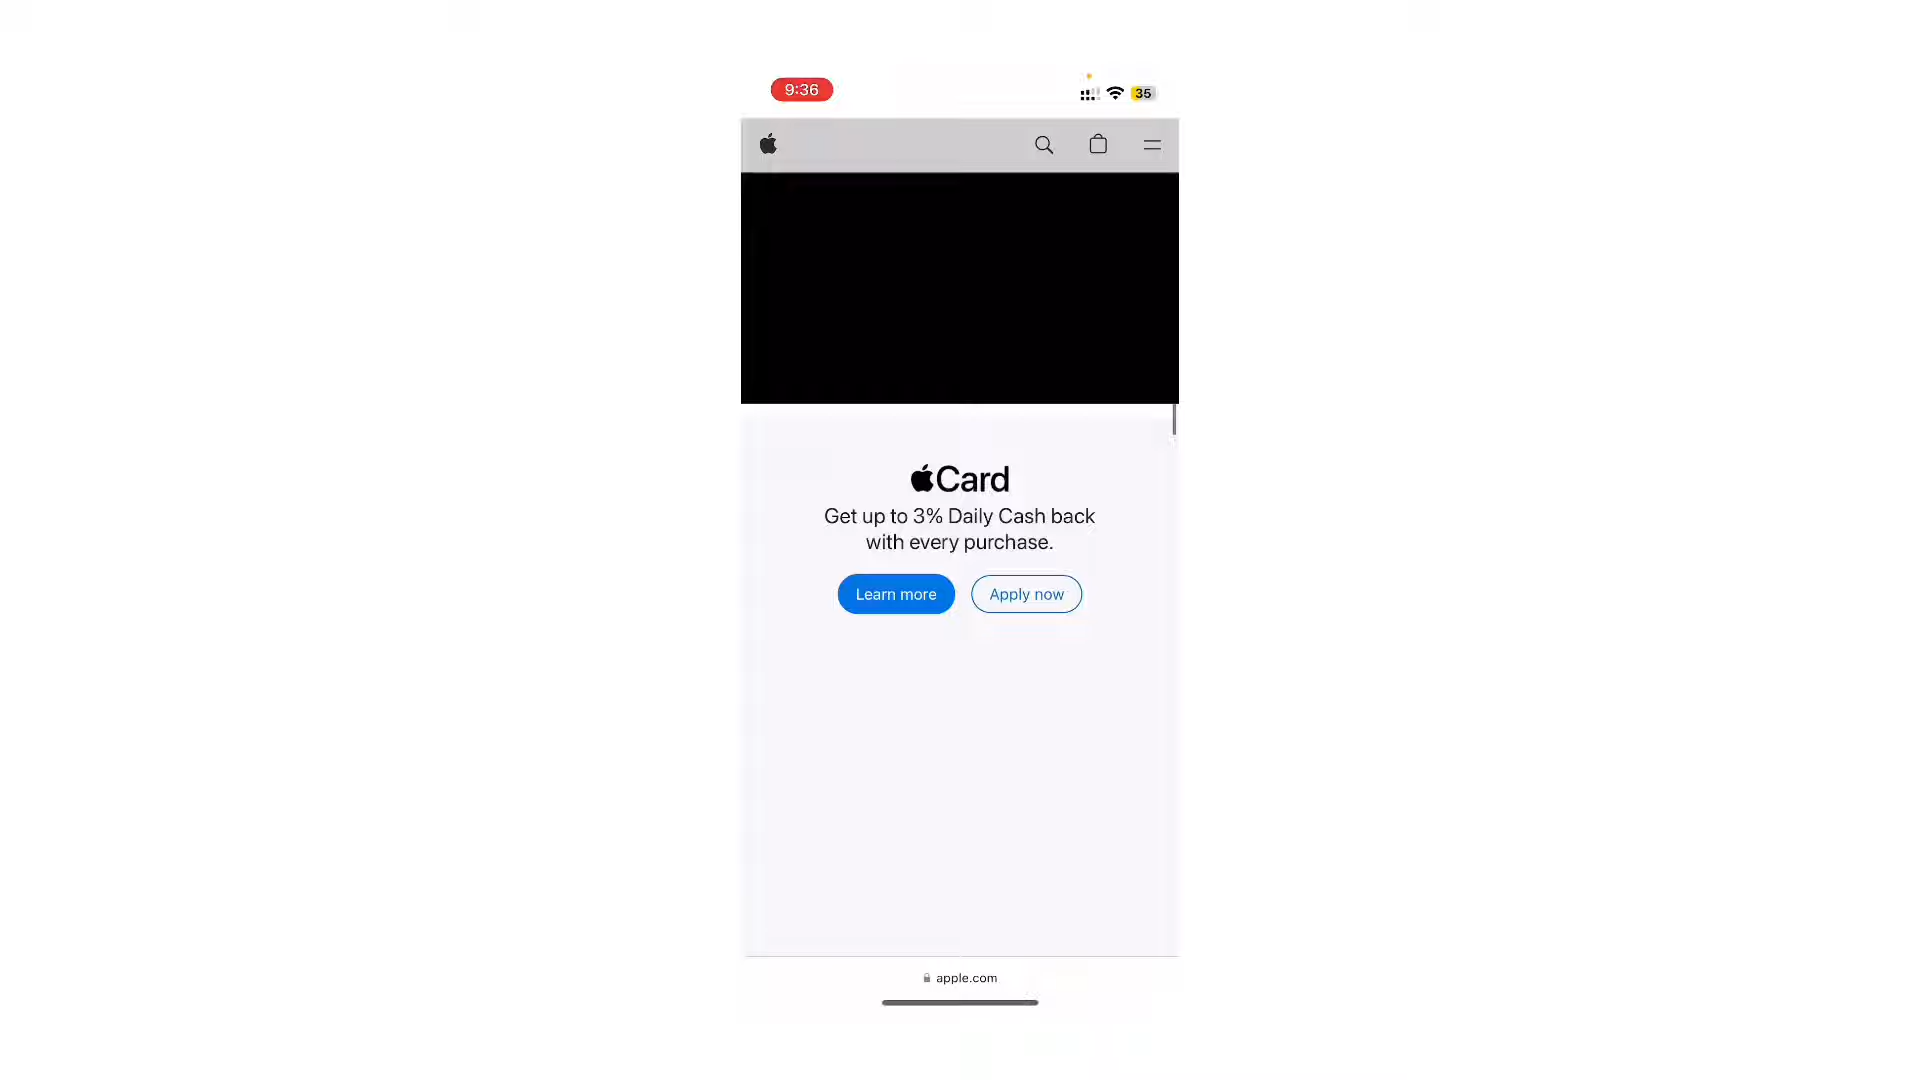 9:36
35
Card
Get up to 3% Daily Cash back
with every purchase.
Learn more
Apply now
apple.com